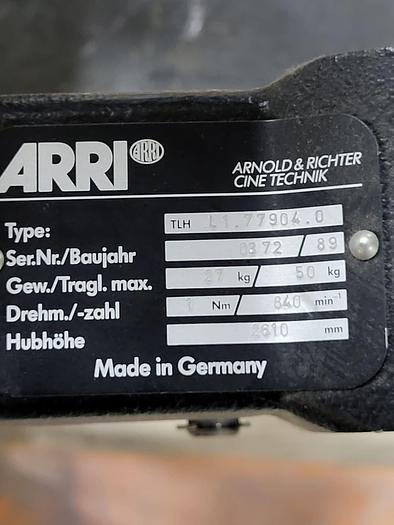 ARRI ARRI
ARNOLD & RICHTER
CINE TECHNIK
Type: TLH L1.77904.0
Ser.Nr./Baujahr 0372 / 89
Gew./Tragl. max. 27 kg / 50 kg
Drehm./-zahl 1 Nm / 840 min⁻¹
Hubhöhe 2610 mm
Made in Germany